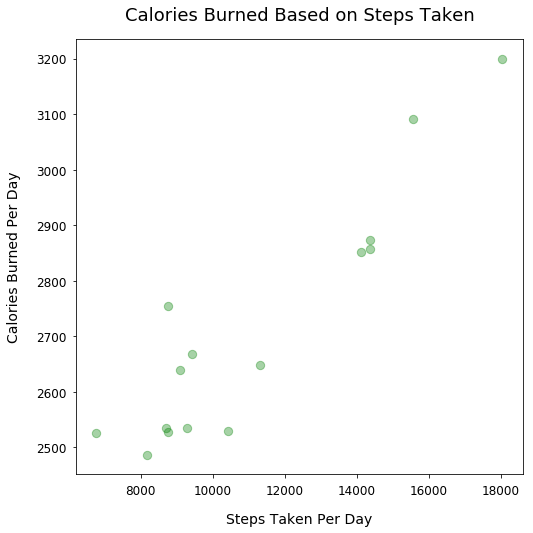 Calories Burned Based on Steps Taken
3200
3100
3000
2900
2800
2700
2600
2500
Calories Burned Per Day
8000 10000 12000 14000 16000 18000
Steps Taken Per Day